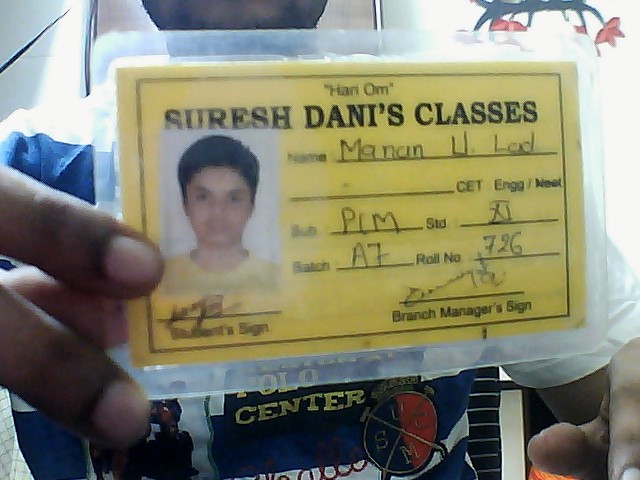 "Hari Om"
SURESH DANI'S CLASSES
Name Manan U. Lad
CET Engg / Neet
Sub P/M Std XI
Batch A7 Roll No 726
Student's Sign
Branch Manager's Sign
POLO
CENTER
U S M